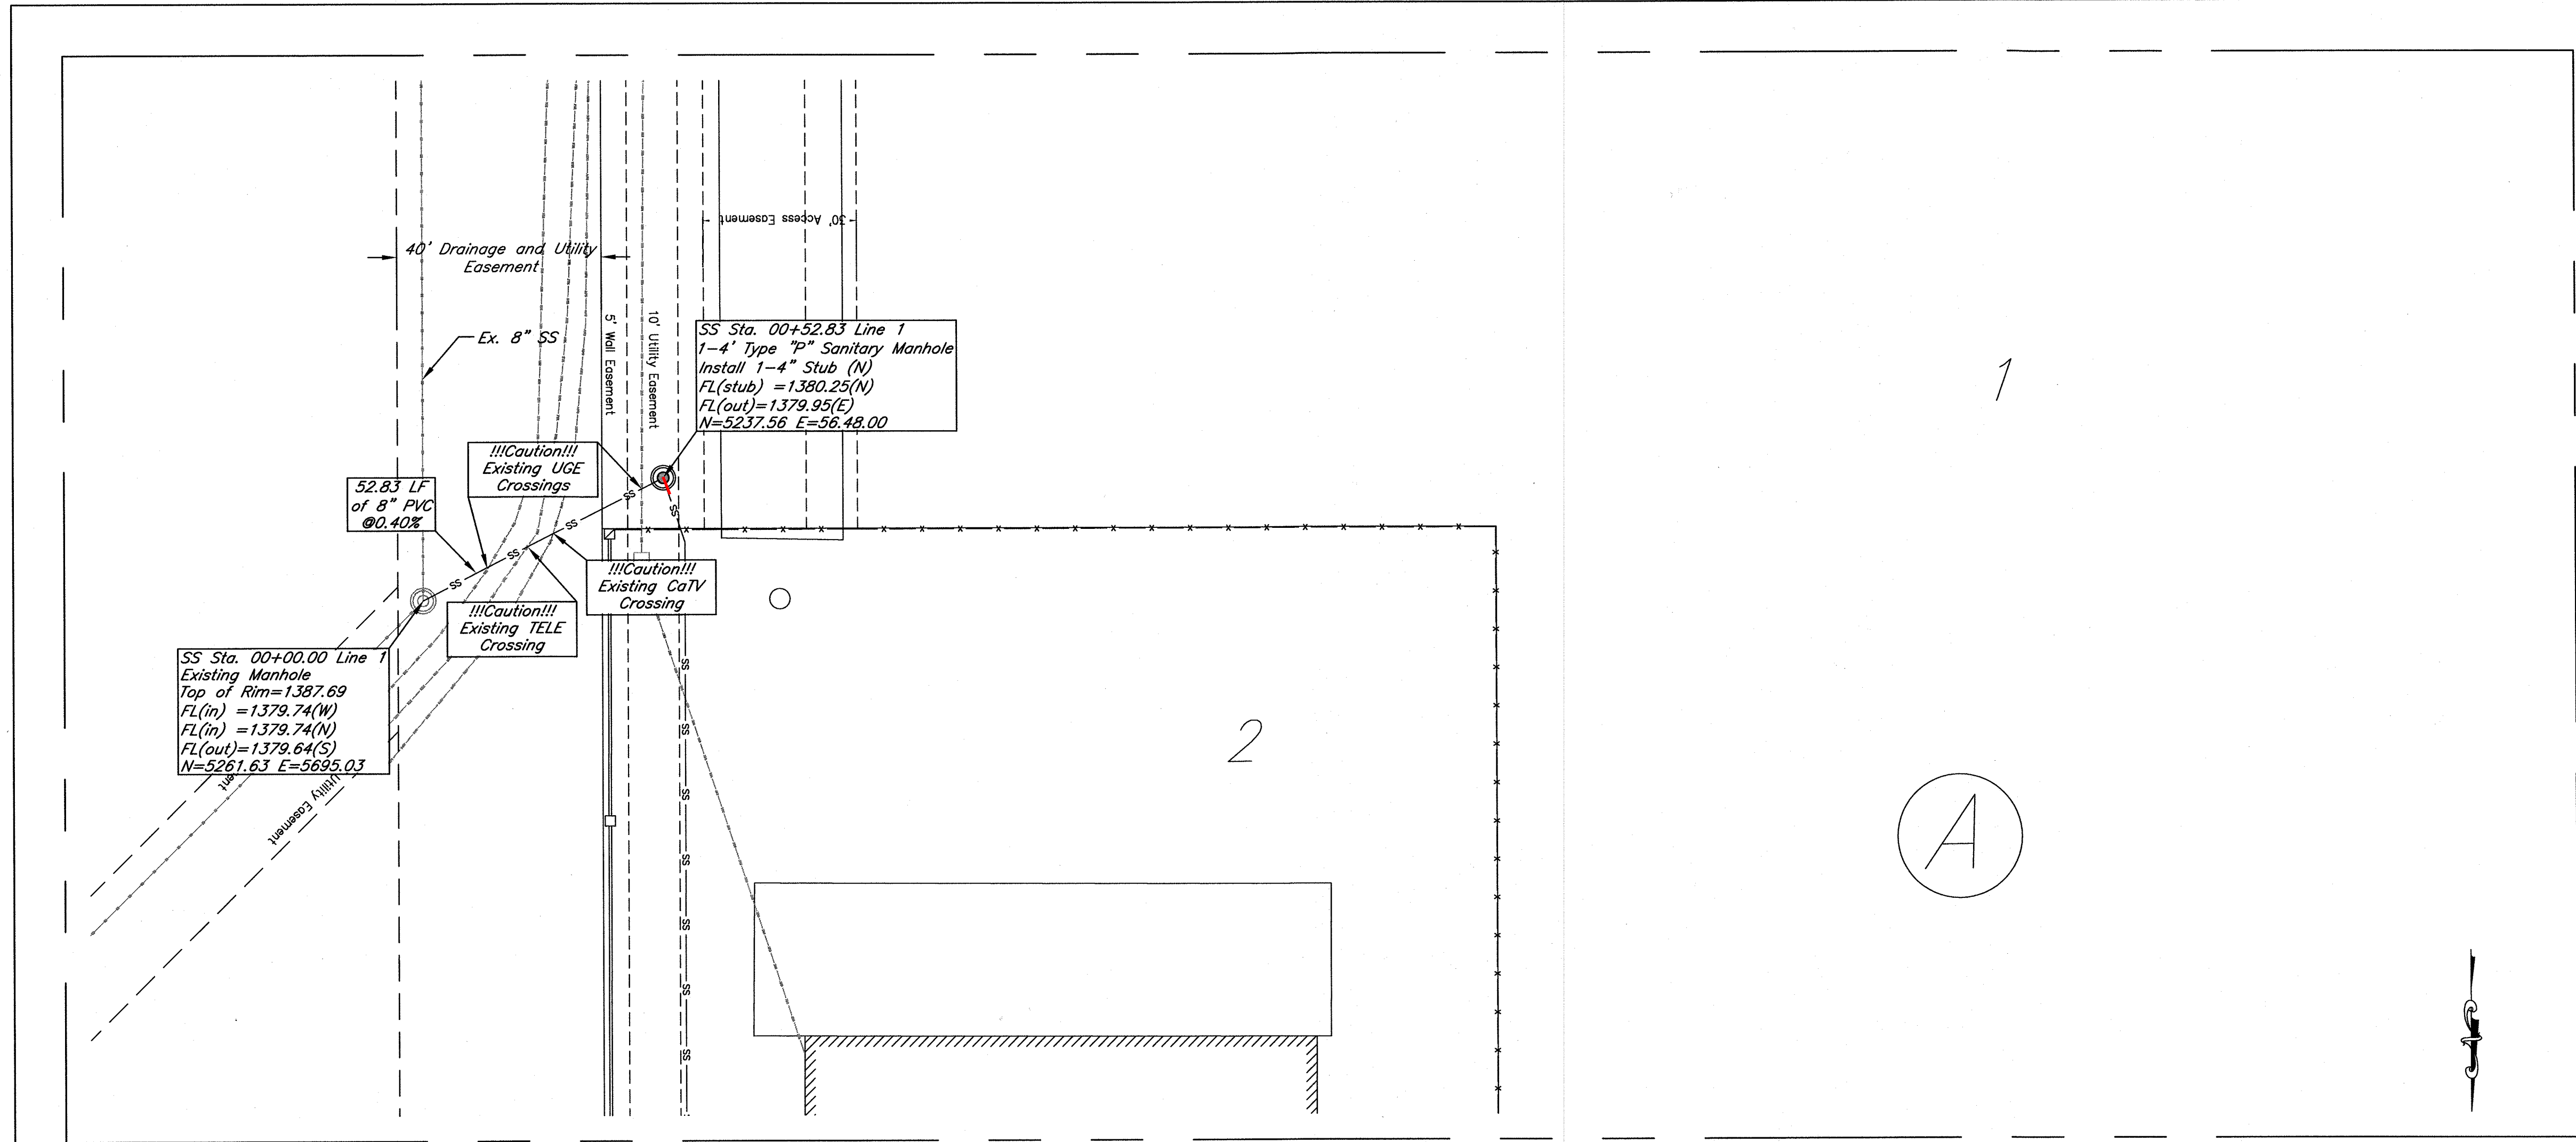 30' Access Easement
40' Drainage and Utility
Easement
Ex. 8" SS
5' Wall Easement
10' Utility Easement
SS Sta. 00+52.83 Line 1
1-4' Type "P" Sanitary Manhole
Install 1-4" Stub (N)
FL(stub) =1380.25(N)
FL(out)=1379.95(E)
N=5237.56 E=56.48.00
1
!!!Caution!!!
Existing UGE
Crossings
52.83 LF
of 8" PVC
@0.40%
SS
SS
SS
SS
SS
!!!Caution!!!
Existing CaTV
Crossing
!!!Caution!!!
Existing TELE
Crossing
SS Sta. 00+00.00 Line 1
Existing Manhole
Top of Rim=1387.69
FL(in) =1379.74(W)
FL(in) =1379.74(N)
FL(out)=1379.64(S)
N=5261.63 E=5695.03
Utility Easement
2
A
SS
SS
SS
SS
SS
SS
SS